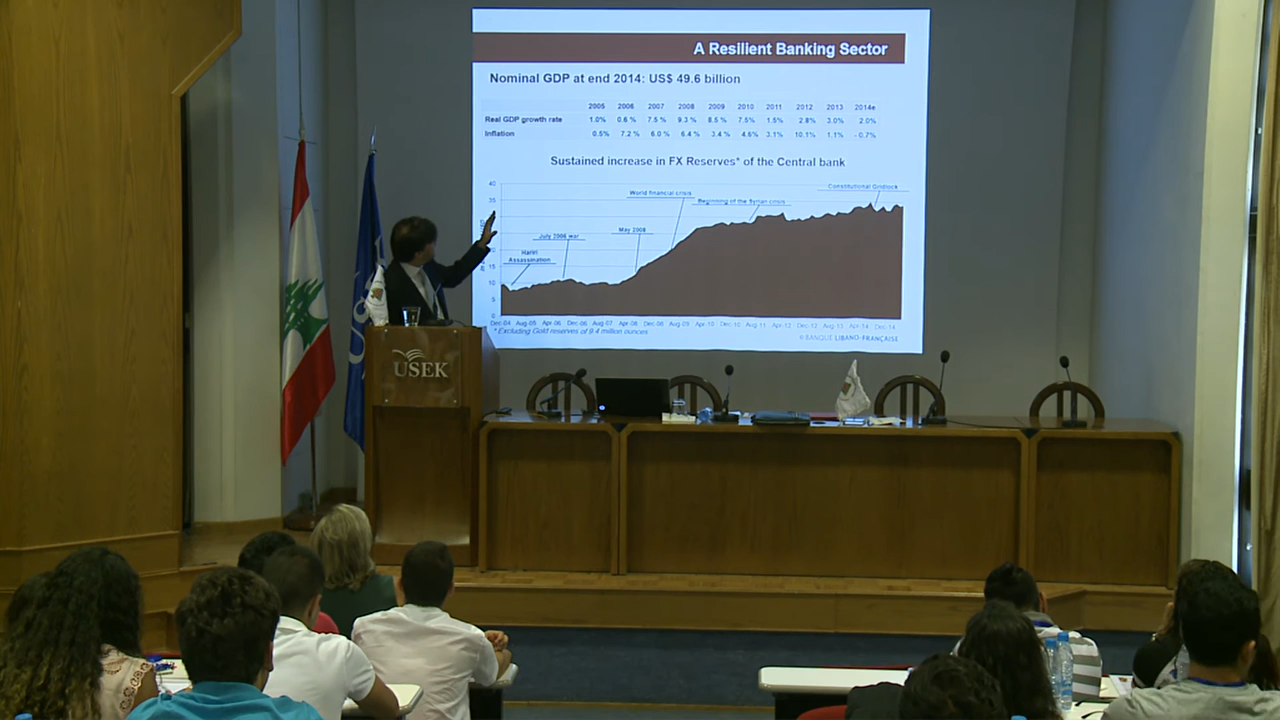 A Resilient Banking Sector
Nominal GDP at end 2014: US$ 49.6 billion
2005 2006 2007 2008 2009 2010 2011 2012 2013 2014e
Real GDP growth rate 1.0% 0.6 % 7.5 % 9.3 % 8.5 % 7.5% 1.5% 2.8% 3.0% 2.0%
Inflation 0.5% 7.2 % 6.0 % 6.4 % 3.4 % 4.6% 3.1% 10.1% 1.1% - 0.7%
Sustained increase in FX Reserves* of the Central bank
40
35
20
15
10
5
0
Constitutional Gridlock
World financial crisis
Beginning of the Syrian crisis
May 2008
July 2006 war
Hariri
Assassination
Dec-04 Aug-05 Apr-06 Dec-06 Aug-07 Apr-08 Dec-08 Aug-09 Apr-10 Dec-10 Aug-11 Apr-12 Dec-12 Aug-13 Apr-14 Dec-14
* Excluding Gold reserves of 9.4 million ounces
BANQUE LIBANO-FRANÇAISE
USEK